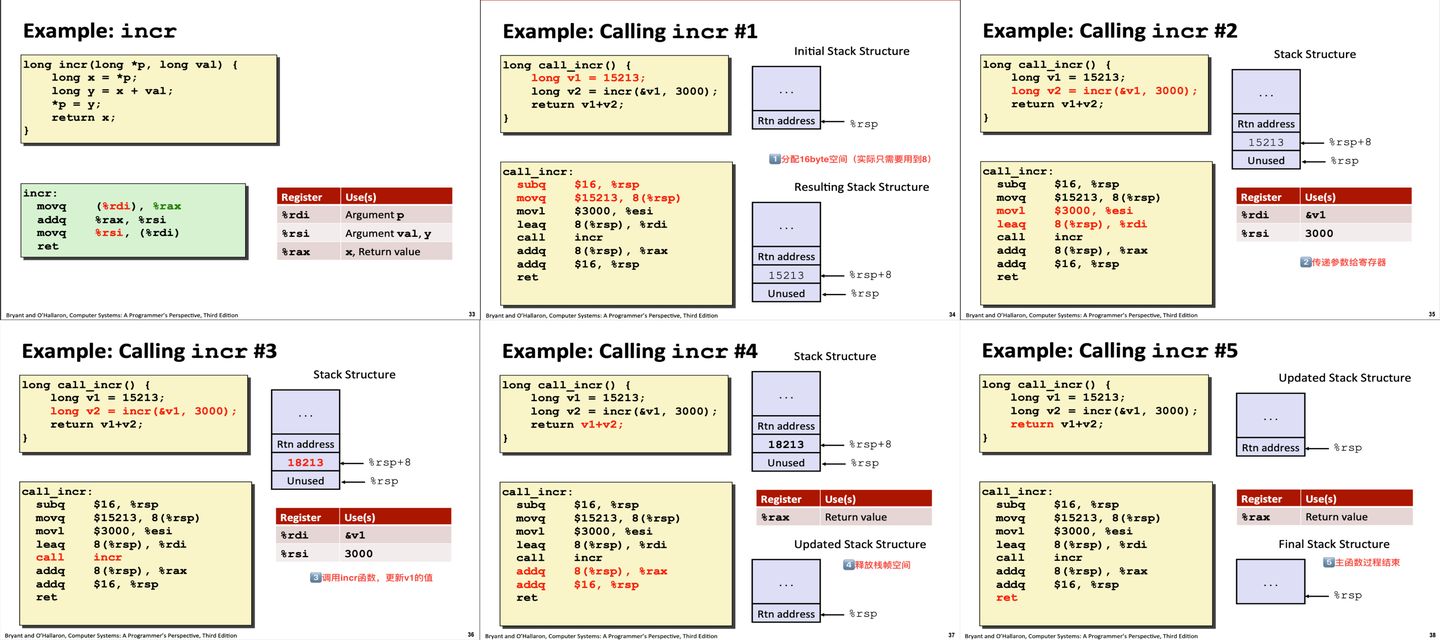 Example: incr
long incr(long *p, long val) {
long x = *p;
long y = x + val;
*p = y;
return x;
}
incr:
movq (%rdi), %rax
addq %rax, %rsi
movq %rsi, (%rdi)
ret
Register Use(s)
%rdi Argument p
%rsi Argument val, y
%rax x, Return value
Bryant and O'Hallaron, Computer Systems: A Programmer's Perspective, Third Edition
33
Example: Calling incr #1
long call_incr() {
long v1 = 15213;
long v2 = incr(&v1, 3000);
return v1+v2;
}
Initial Stack Structure
...
Rtn address
%rsp
1分配16byte空间（实际只需要用到8）
call_incr:
subq $16, %rsp
movq $15213, 8(%rsp)
movl $3000, %esi
leaq 8(%rsp), %rdi
call incr
addq 8(%rsp), %rax
addq $16, %rsp
ret
Resulting Stack Structure
...
Rtn address
15213 %rsp+8
Unused %rsp
Bryant and O'Hallaron, Computer Systems: A Programmer's Perspective, Third Edition
34
Example: Calling incr #2
long call_incr() {
long v1 = 15213;
long v2 = incr(&v1, 3000);
return v1+v2;
}
Stack Structure
...
Rtn address
15213 %rsp+8
Unused %rsp
call_incr:
subq $16, %rsp
movq $15213, 8(%rsp)
movl $3000, %esi
leaq 8(%rsp), %rdi
call incr
addq 8(%rsp), %rax
addq $16, %rsp
ret
Register Use(s)
%rdi &v1
%rsi 3000
2传递参数给寄存器
Bryant and O'Hallaron, Computer Systems: A Programmer's Perspective, Third Edition
35
Example: Calling incr #3
long call_incr() {
long v1 = 15213;
long v2 = incr(&v1, 3000);
return v1+v2;
}
Stack Structure
...
Rtn address
18213 %rsp+8
Unused %rsp
call_incr:
subq $16, %rsp
movq $15213, 8(%rsp)
movl $3000, %esi
leaq 8(%rsp), %rdi
call incr
addq 8(%rsp), %rax
addq $16, %rsp
ret
Register Use(s)
%rdi &v1
%rsi 3000
3调用incr函数，更新v1的值
Bryant and O'Hallaron, Computer Systems: A Programmer's Perspective, Third Edition
36
Example: Calling incr #4
long call_incr() {
long v1 = 15213;
long v2 = incr(&v1, 3000);
return v1+v2;
}
Stack Structure
...
Rtn address
18213 %rsp+8
Unused %rsp
call_incr:
subq $16, %rsp
movq $15213, 8(%rsp)
movl $3000, %esi
leaq 8(%rsp), %rdi
call incr
addq 8(%rsp), %rax
addq $16, %rsp
ret
Register Use(s)
%rax Return value
Updated Stack Structure
4释放栈帧空间
...
Rtn address
%rsp
Bryant and O'Hallaron, Computer Systems: A Programmer's Perspective, Third Edition
37
Example: Calling incr #5
long call_incr() {
long v1 = 15213;
long v2 = incr(&v1, 3000);
return v1+v2;
}
Updated Stack Structure
...
Rtn address
%rsp
call_incr:
subq $16, %rsp
movq $15213, 8(%rsp)
movl $3000, %esi
leaq 8(%rsp), %rdi
call incr
addq 8(%rsp), %rax
addq $16, %rsp
ret
Register Use(s)
%rax Return value
Final Stack Structure
5主函数过程结束
...
%rsp
Bryant and O'Hallaron, Computer Systems: A Programmer's Perspective, Third Edition
38